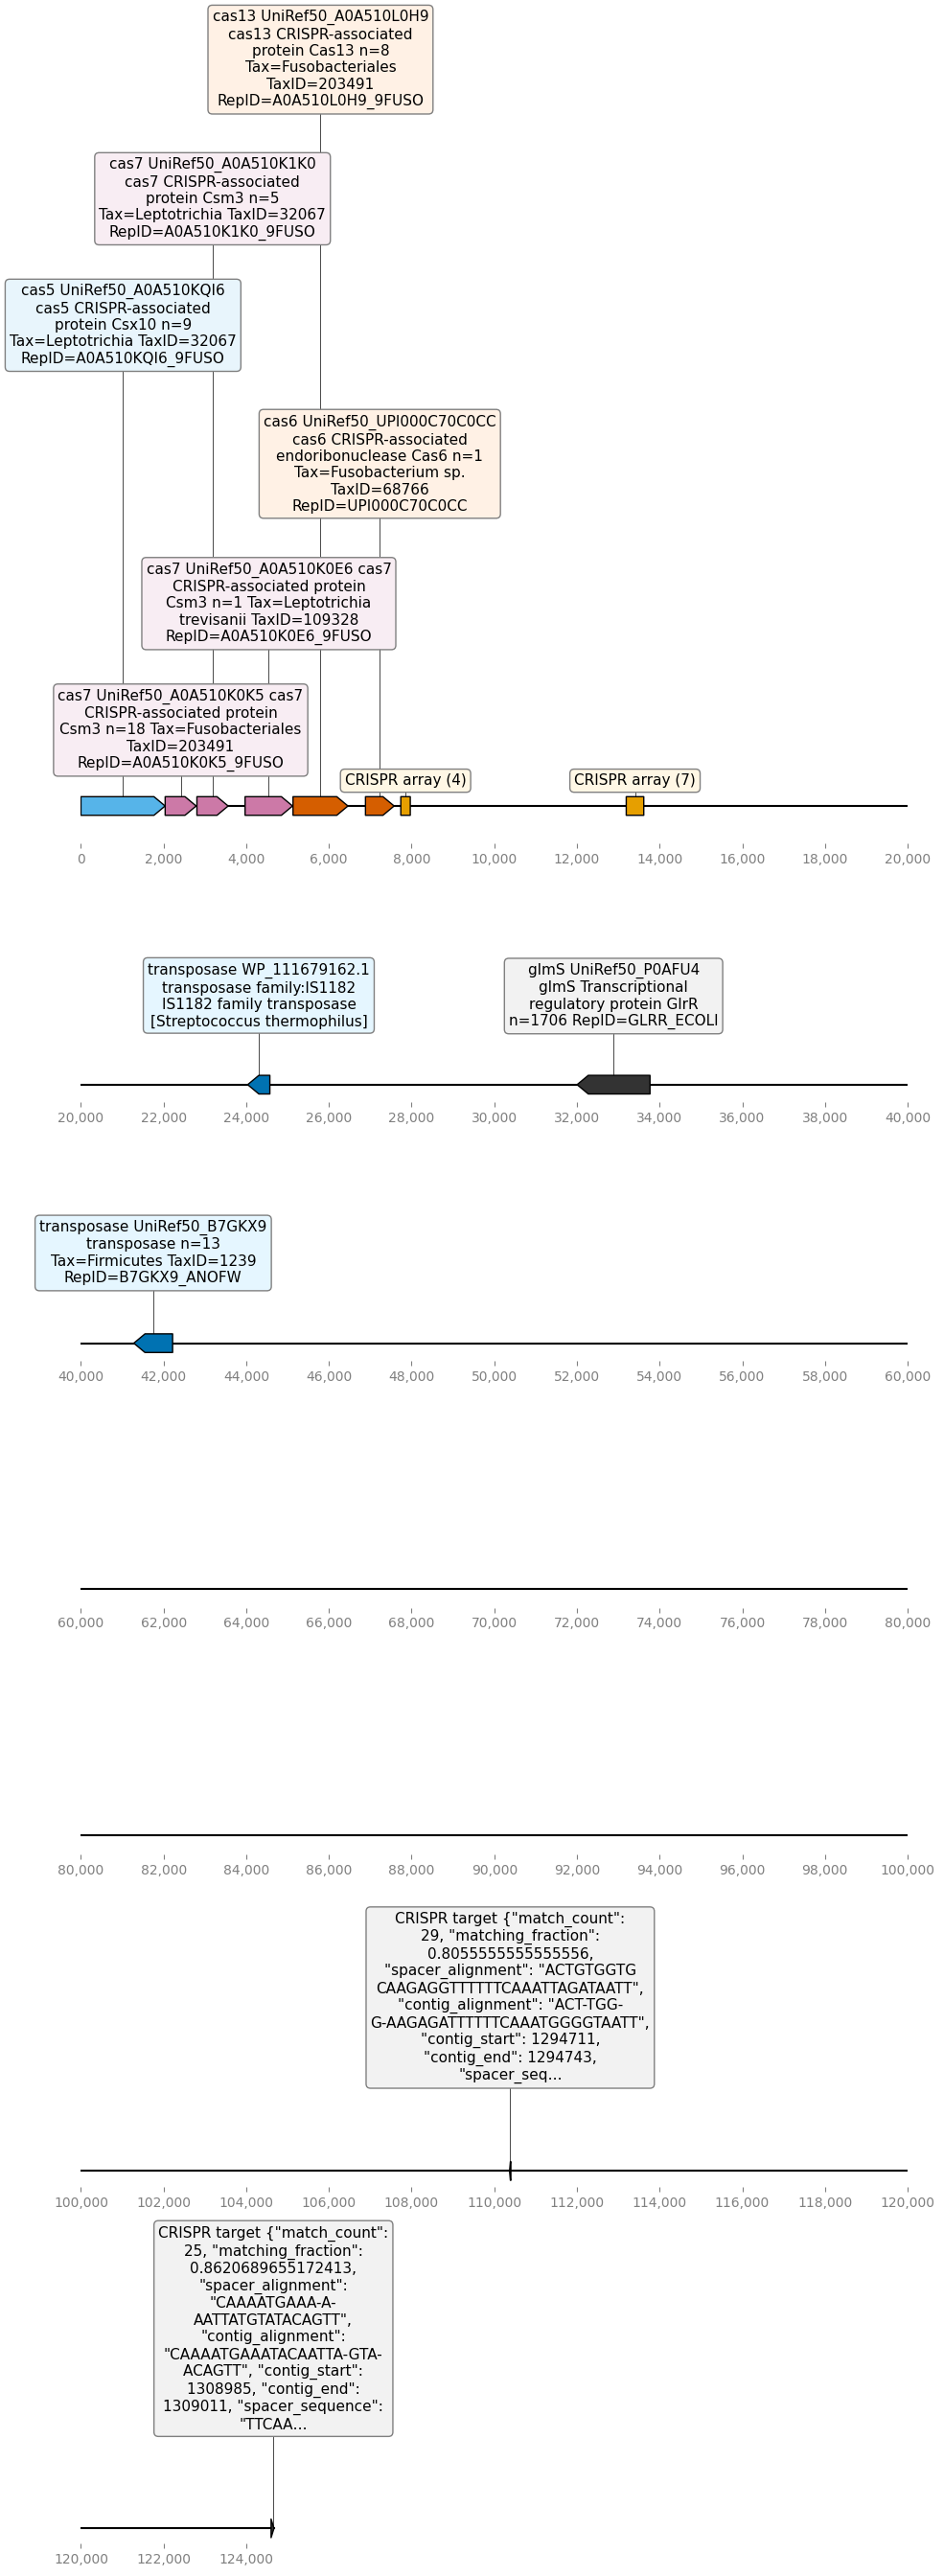 cas13 UniRef50_A0A510L0H9
cas13 CRISPR-associated
protein Cas13 n=8
Tax=Fusobacteriales
TaxID=203491
RepID=A0A510L0H9_9FUSO
cas7 UniRef50_A0A510K1K0
cas7 CRISPR-associated
protein Csm3 n=5
Tax=Leptotrichia TaxID=32067
RepID=A0A510K1K0_9FUSO
cas5 UniRef50_A0A510KQI6
cas5 CRISPR-associated
protein Csx10 n=9
Tax=Leptotrichia TaxID=32067
RepID=A0A510KQI6_9FUSO
cas6 UniRef50_UPI000C70C0CC
cas6 CRISPR-associated
endoribonuclease Cas6 n=1
Tax=Fusobacterium sp.
TaxID=68766
RepID=UPI000C70C0CC
cas7 UniRef50_A0A510K0E6 cas7
CRISPR-associated protein
Csm3 n=1 Tax=Leptotrichia
trevisanii TaxID=109328
RepID=A0A510K0E6_9FUSO
cas7 UniRef50_A0A510K0K5 cas7
CRISPR-associated protein
Csm3 n=18 Tax=Fusobacteriales
TaxID=203491
RepID=A0A510K0K5_9FUSO
CRISPR array (4)
CRISPR array (7)
0 2,000 4,000 6,000 8,000 10,000 12,000 14,000 16,000 18,000 20,000
transposase WP_111679162.1
transposase family:IS1182
IS1182 family transposase
[Streptococcus thermophilus]
glmS UniRef50_P0AFU4
glmS Transcriptional
regulatory protein GlrR
n=1706 RepID=GLRR_ECOLI
20,000 22,000 24,000 26,000 28,000 30,000 32,000 34,000 36,000 38,000 40,000
transposase UniRef50_B7GKX9
transposase n=13
Tax=Firmicutes TaxID=1239
RepID=B7GKX9_ANOFW
40,000 42,000 44,000 46,000 48,000 50,000 52,000 54,000 56,000 58,000 60,000
60,000 62,000 64,000 66,000 68,000 70,000 72,000 74,000 76,000 78,000 80,000
80,000 82,000 84,000 86,000 88,000 90,000 92,000 94,000 96,000 98,000 100,000
CRISPR target {"match_count":
29, "matching_fraction":
0.8055555555555556,
"spacer_alignment": "ACTGTGGTG
CAAGAGGTTTTTTCAAATTAGATAATT",
"contig_alignment": "ACT-TGG-
G-AAGAGATTTTTTCAAATGGGGTAATT",
"contig_start": 1294711,
"contig_end": 1294743,
"spacer_seq…
100,000 102,000 104,000 106,000 108,000 110,000 112,000 114,000 116,000 118,000 120,000
CRISPR target {"match_count":
25, "matching_fraction":
0.8620689655172413,
"spacer_alignment":
"CAAAATGAAA-A-
AATTATGTATACAGTT",
"contig_alignment":
"CAAAATGAAATACAATTA-GTA-
ACAGTT", "contig_start":
1308985, "contig_end":
1309011, "spacer_sequence":
"TTCAA…
120,000 122,000 124,000